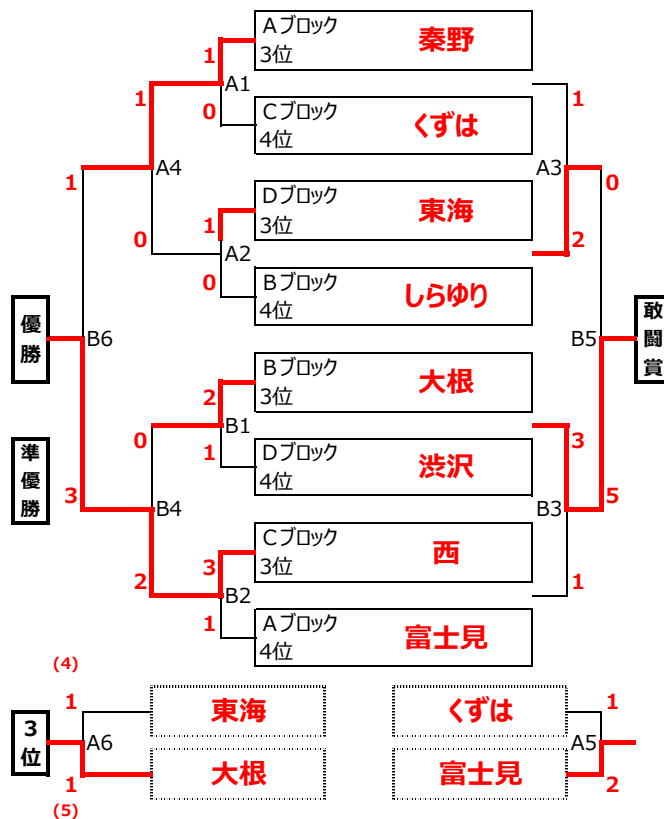 Aブロック
3位
秦野
1
A1
0
1
Cブロック
4位
くずは
1
A3
1
A4
0
Dブロック
3位
東海
1
A2
0
2
0
Bブロック
4位
しらゆり
優勝
B6
B5
敢闘賞
Bブロック
3位
大根
2
B1
1
0
3
準優勝
3
B4
Dブロック
4位
渋沢
B3
5
Cブロック
3位
西
3
B2
1
2
1
Aブロック
4位
富士見
(4)
1
東海
くずは
1
3位
A6
A5
大根
富士見
1
2
(5)